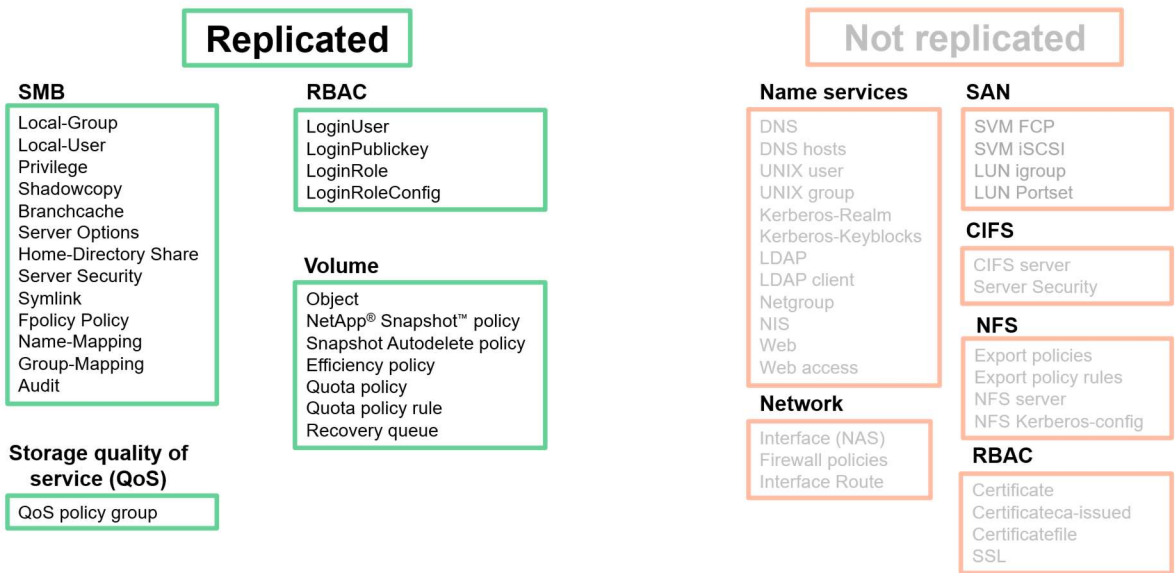 Replicated
SMB
Local-Group
Local-User
Privilege
Shadowcopy
Branchcache
Server Options
Home-Directory Share
Server Security
Symlink
Fpolicy Policy
Name-Mapping
Group-Mapping
Audit
Storage quality of
service (QoS)
QoS policy group
RBAC
LoginUser
LoginPublickey
LoginRole
LoginRoleConfig
Volume
Object
NetApp® Snapshot™ policy
Snapshot Autodelete policy
Efficiency policy
Quota policy
Quota policy rule
Recovery queue
Not replicated
Name services
DNS
DNS hosts
UNIX user
UNIX group
Kerberos-Realm
Kerberos-Keyblocks
LDAP
LDAP client
Netgroup
NIS
Web
Web access
Network
Interface (NAS)
Firewall policies
Interface Route
SAN
SVM FCP
SVM iSCSI
LUN igroup
LUN Portset
CIFS
CIFS server
Server Security
NFS
Export policies
Export policy rules
NFS server
NFS Kerberos-config
RBAC
Certificate
Certificateca-issued
Certificatefile
SSL